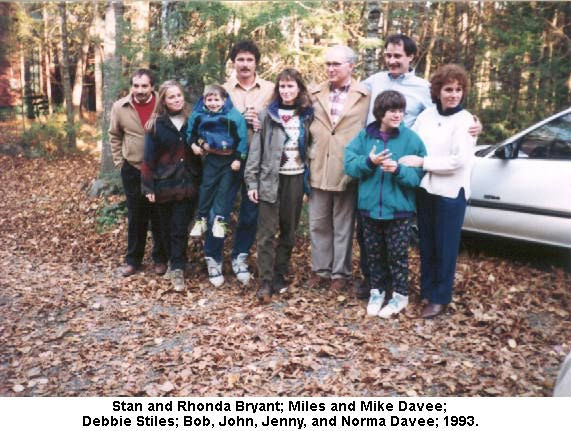 Stan and Rhonda Bryant; Miles and Mike Davee;
Debbie Stiles; Bob, John, Jenny, and Norma Davee; 1993.